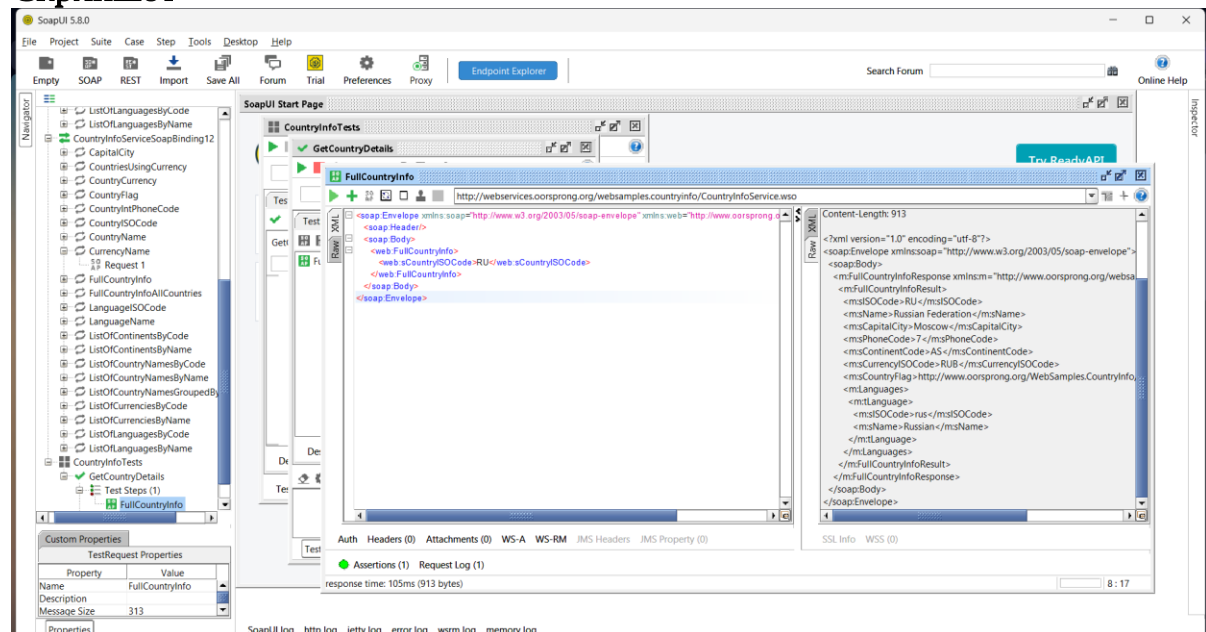 SoapUI 5.8.0
File Project Suite Case Step Tools Desktop Help
Empty SOAP REST Import Save All Forum Trial Preferences Proxy Endpoint Explorer Search Forum Online Help
Navigator
ListOfLanguagesByCode
ListOfLanguagesByName
CountryInfoServiceSoapBinding12
CapitalCity
CountriesUsingCurrency
CountryCurrency
CountryFlag
CountryIntPhoneCode
CountryISOCode
CountryName
CurrencyName
Request 1
FullCountryInfo
FullCountryInfoAllCountries
LanguageISOCode
LanguageName
ListOfContinentsByCode
ListOfContinentsByName
ListOfCountryNamesByCode
ListOfCountryNamesByName
ListOfCountryNamesGroupedBy
ListOfCurrenciesByCode
ListOfCurrenciesByName
ListOfLanguagesByCode
ListOfLanguagesByName
CountryInfoTests
GetCountryDetails
Test Steps (1)
FullCountryInfo
Custom Properties
TestRequest Properties
Property Value
Name FullCountryInfo
Description
Message Size 313
Properties
SoapUI Start Page
CountryInfoTests
GetCountryDetails
Try ReadyAPI
Inspector
FullCountryInfo
http://webservices.oorsprong.org/websamples.countryinfo/CountryInfoService.wso
XML
Raw
<soap:Envelope xmlns:soap="http://www.w3.org/2003/05/soap-envelope" xmlns:web="http://www.oorsprong.o
<soap:Header/>
<soap:Body>
<web:FullCountryInfo>
<web:sCountryISOCode>RU</web:sCountryISOCode>
</web:FullCountryInfo>
</soap:Body>
</soap:Envelope>
XML
Raw
Content-Length: 913
<?xml version="1.0" encoding="utf-8"?>
<soap:Envelope xmlns:soap="http://www.w3.org/2003/05/soap-envelope">
<soap:Body>
<m:FullCountryInfoResponse xmlns:m="http://www.oorsprong.org/websa
<m:FullCountryInfoResult>
<m:sISOCode>RU</m:sISOCode>
<m:sName>Russian Federation</m:sName>
<m:sCapitalCity>Moscow</m:sCapitalCity>
<m:sPhoneCode>7</m:sPhoneCode>
<m:sContinentCode>AS</m:sContinentCode>
<m:sCurrencyISOCode>RUB</m:sCurrencyISOCode>
<m:sCountryFlag>http://www.oorsprong.org/WebSamples.CountryInfo/
<m:Languages>
<m:tLanguage>
<m:sISOCode>rus</m:sISOCode>
<m:sName>Russian</m:sName>
</m:tLanguage>
</m:Languages>
</m:FullCountryInfoResult>
</m:FullCountryInfoResponse>
</soap:Body>
</soap:Envelope>
Auth Headers (0) Attachments (0) WS-A WS-RM JMS Headers JMS Property (0)
SSL Info WSS (0)
Assertions (1) Request Log (1)
response time: 105ms (913 bytes)
8 : 17
SoapUI log http log jetty log error log wsrm log memory log